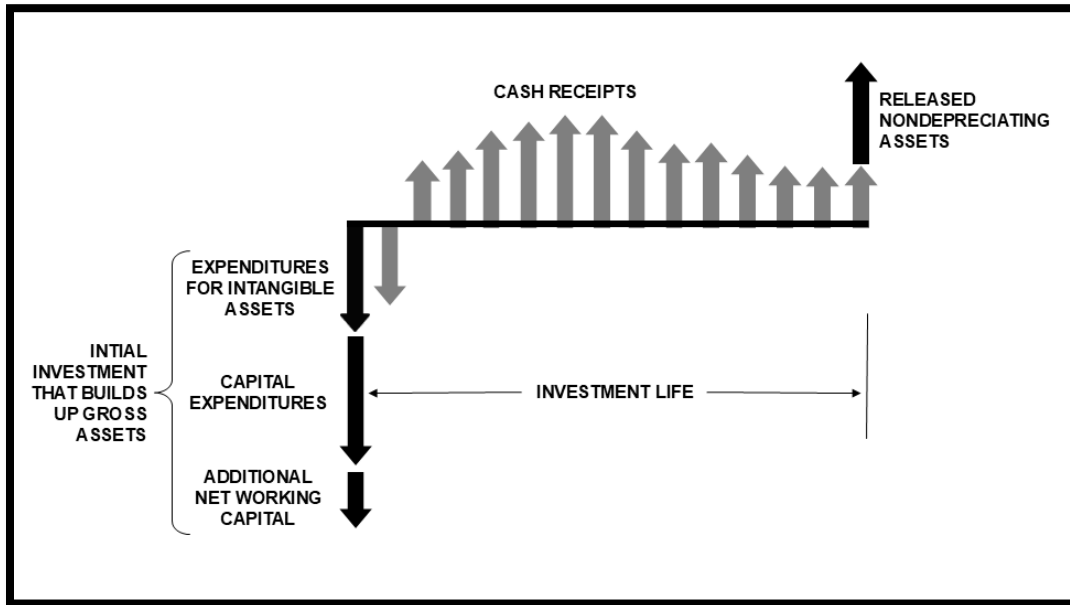 CASH RECEIPTS
RELEASED
NONDEPRECIATING
ASSETS
EXPENDITURES
FOR INTANGIBLE
ASSETS
INTIAL
INVESTMENT
THAT BUILDS
UP GROSS
ASSETS
CAPITAL
EXPENDITURES
INVESTMENT LIFE
ADDITIONAL
NET WORKING
CAPITAL